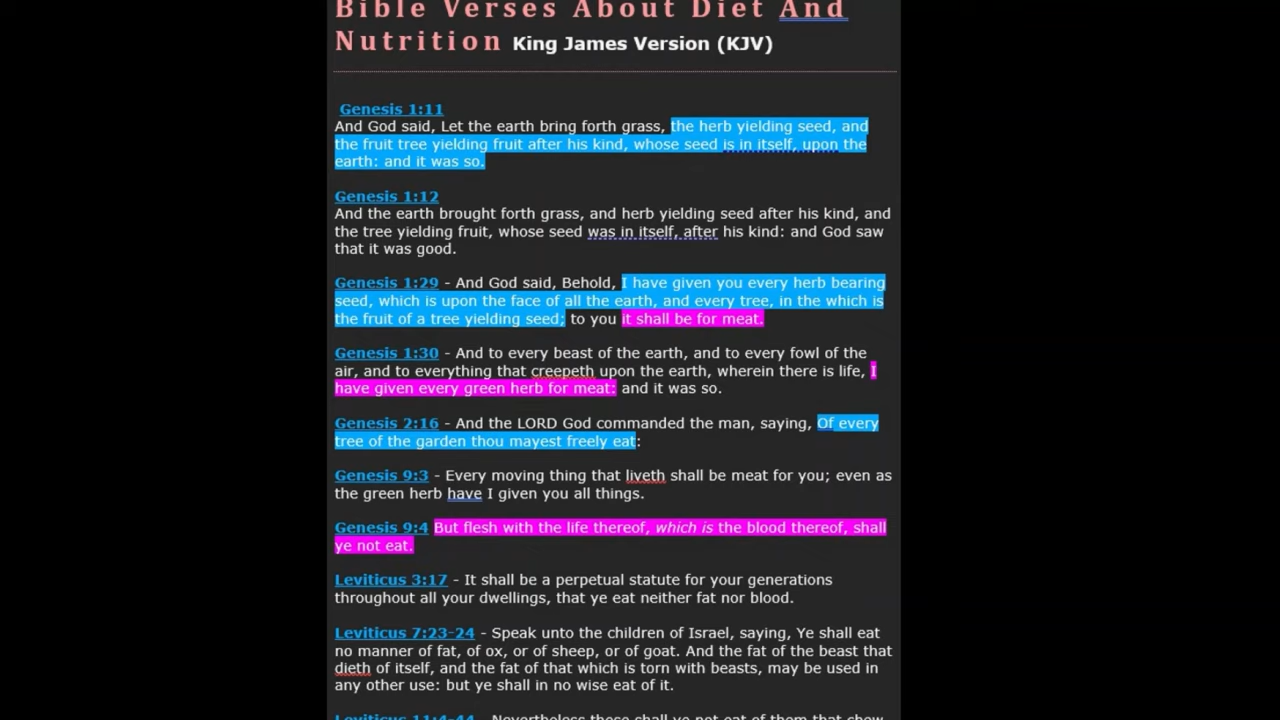 Bible Verses About Diet And
Nutrition King James Version (KJV)
Genesis 1:11
And God said, Let the earth bring forth grass, the herb yielding seed, and
the fruit tree yielding fruit after his kind, whose seed is in itself, upon the
earth: and it was so.
Genesis 1:12
And the earth brought forth grass, and herb yielding seed after his kind, and
the tree yielding fruit, whose seed was in itself, after his kind: and God saw
that it was good.
Genesis 1:29 - And God said, Behold, I have given you every herb bearing
seed, which is upon the face of all the earth, and every tree, in the which is
the fruit of a tree yielding seed; to you it shall be for meat.
Genesis 1:30 - And to every beast of the earth, and to every fowl of the
air, and to everything that creepeth upon the earth, wherein there is life, I
have given every green herb for meat: and it was so.
Genesis 2:16 - And the LORD God commanded the man, saying, Of every
tree of the garden thou mayest freely eat:
Genesis 9:3 - Every moving thing that liveth shall be meat for you; even as
the green herb have I given you all things.
Genesis 9:4 But flesh with the life thereof, which is the blood thereof, shall
ye not eat.
Leviticus 3:17 - It shall be a perpetual statute for your generations
throughout all your dwellings, that ye eat neither fat nor blood.
Leviticus 7:23-24 - Speak unto the children of Israel, saying, Ye shall eat
no manner of fat, of ox, or of sheep, or of goat. And the fat of the beast that
dieth of itself, and the fat of that which is torn with beasts, may be used in
any other use: but ye shall in no wise eat of it.
Leviticus 11:4-44 - Nevertheless these shall ye not eat of them that chew